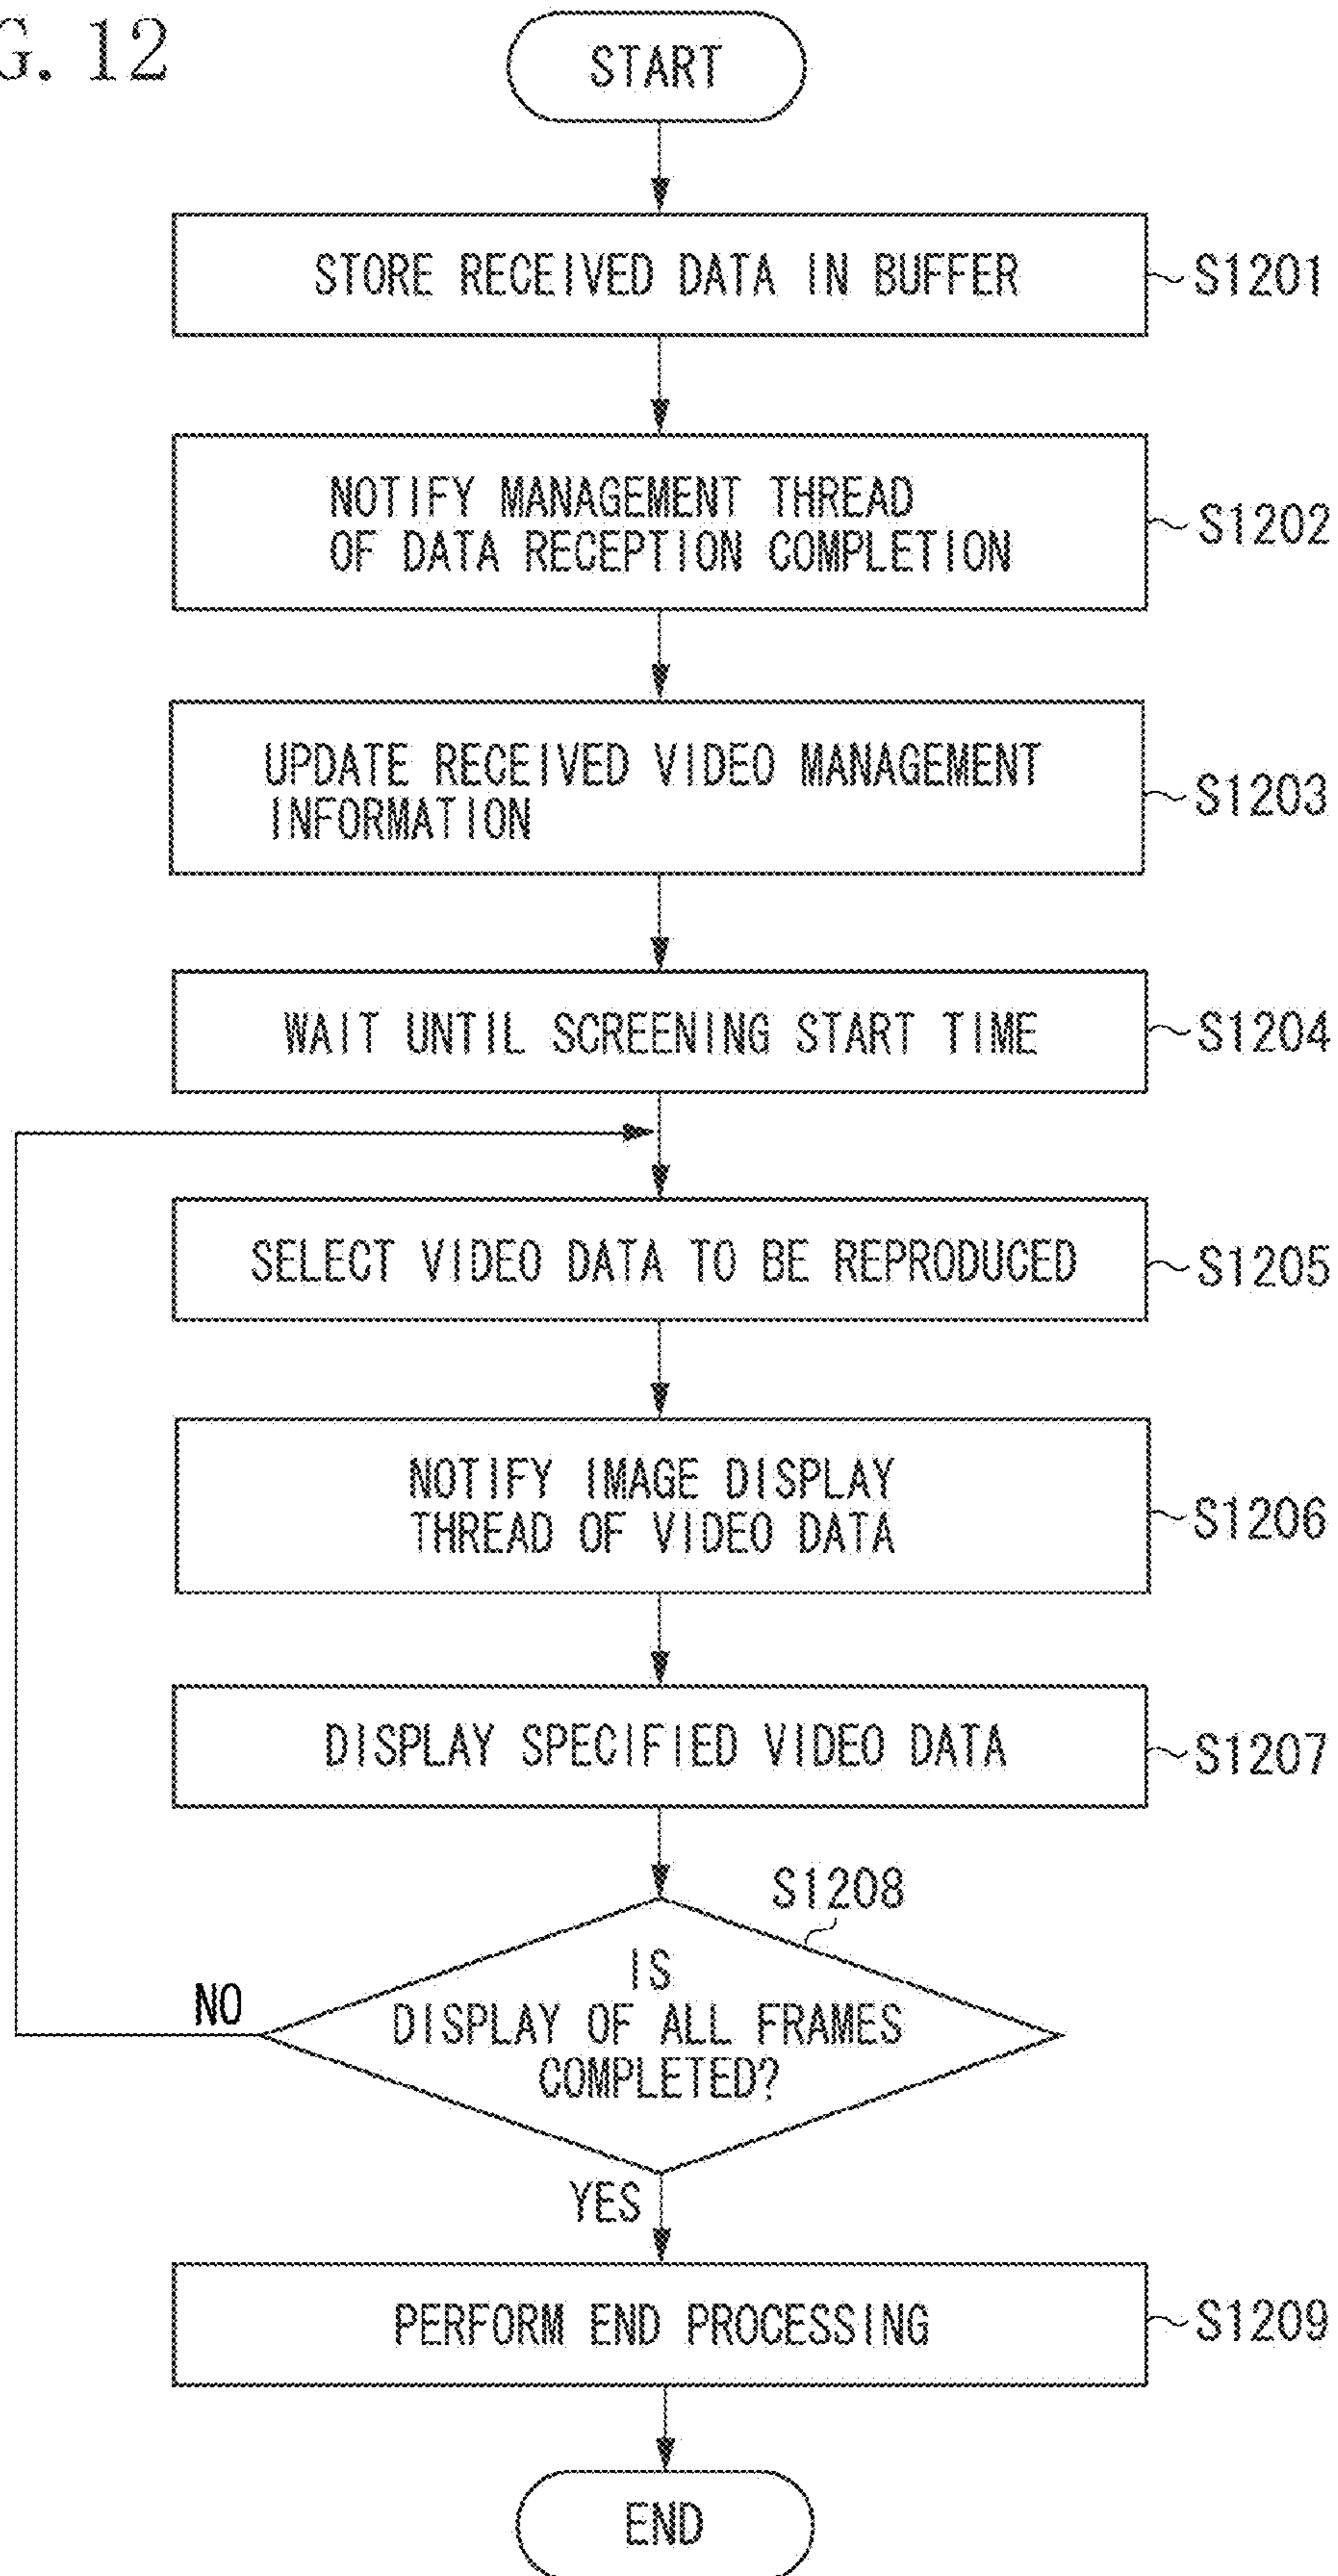 G. 12
START
STORE RECEIVED DATA IN BUFFER
S1201
NOTIFY MANAGEMENT THREAD
OF DATA RECEPTION COMPLETION
S1202
UPDATE RECEIVED VIDEO MANAGEMENT
INFORMATION
S1203
WAIT UNTIL SCREENING START TIME
S1204
SELECT VIDEO DATA TO BE REPRODUCED
S1205
NOTIFY IMAGE DISPLAY
THREAD OF VIDEO DATA
S1206
DISPLAY SPECIFIED VIDEO DATA
S1207
S1208
IS
DISPLAY OF ALL FRAMES
COMPLETED?
NO
YES
PERFORM END PROCESSING
S1209
END